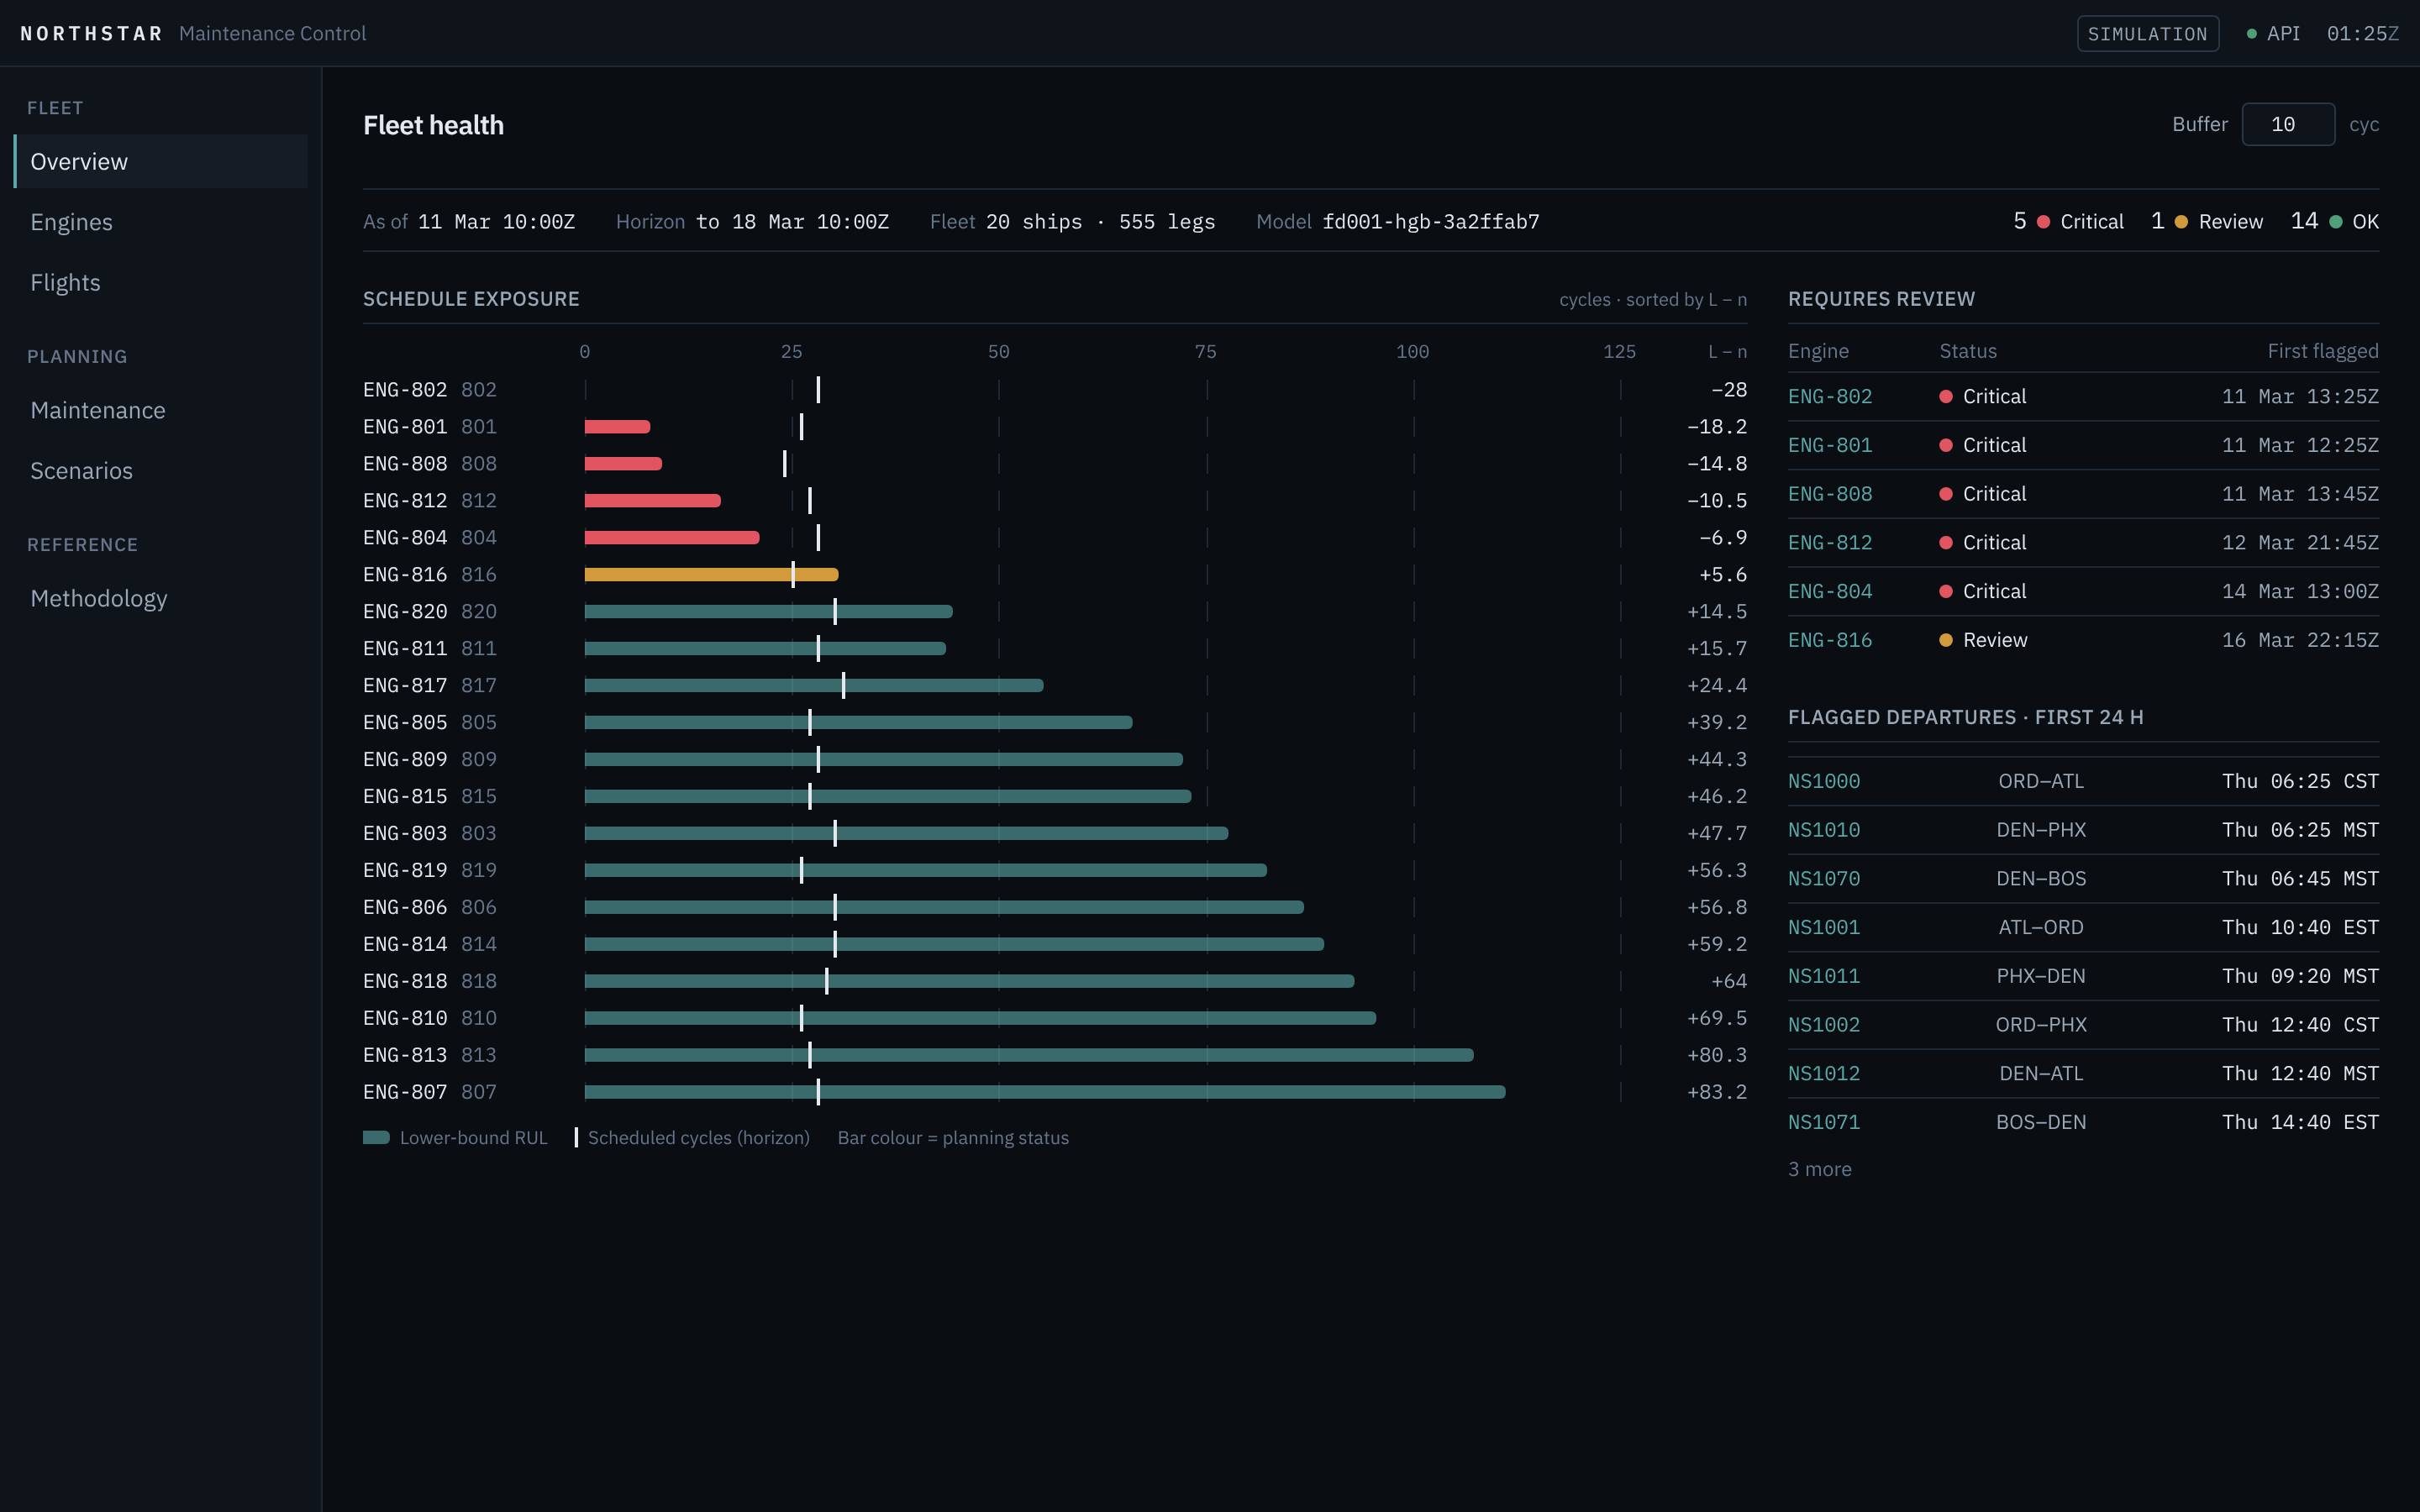 NORTHSTAR Maintenance Control SIMULATION API 01:25Z
FLEET
Overview
Engines
Flights
PLANNING
Maintenance
Scenarios
REFERENCE
Methodology
Fleet health Buffer 10 cyc
As of 11 Mar 10:00Z Horizon to 18 Mar 10:00Z Fleet 20 ships · 555 legs Model fd001-hgb-3a2ffab7 5 Critical 1 Review 14 OK
SCHEDULE EXPOSURE cycles · sorted by L − n
0 25 50 75 100 125 L − n
ENG-802 802 −28
ENG-801 801 −18.2
ENG-808 808 −14.8
ENG-812 812 −10.5
ENG-804 804 −6.9
ENG-816 816 +5.6
ENG-820 820 +14.5
ENG-811 811 +15.7
ENG-817 817 +24.4
ENG-805 805 +39.2
ENG-809 809 +44.3
ENG-815 815 +46.2
ENG-803 803 +47.7
ENG-819 819 +56.3
ENG-806 806 +56.8
ENG-814 814 +59.2
ENG-818 818 +64
ENG-810 810 +69.5
ENG-813 813 +80.3
ENG-807 807 +83.2
Lower-bound RUL Scheduled cycles (horizon) Bar colour = planning status
REQUIRES REVIEW
Engine Status First flagged
ENG-802 Critical 11 Mar 13:25Z
ENG-801 Critical 11 Mar 12:25Z
ENG-808 Critical 11 Mar 13:45Z
ENG-812 Critical 12 Mar 21:45Z
ENG-804 Critical 14 Mar 13:00Z
ENG-816 Review 16 Mar 22:15Z
FLAGGED DEPARTURES · FIRST 24 H
NS1000 ORD–ATL Thu 06:25 CST
NS1010 DEN–PHX Thu 06:25 MST
NS1070 DEN–BOS Thu 06:45 MST
NS1001 ATL–ORD Thu 10:40 EST
NS1011 PHX–DEN Thu 09:20 MST
NS1002 ORD–PHX Thu 12:40 CST
NS1012 DEN–ATL Thu 12:40 MST
NS1071 BOS–DEN Thu 14:40 EST
3 more